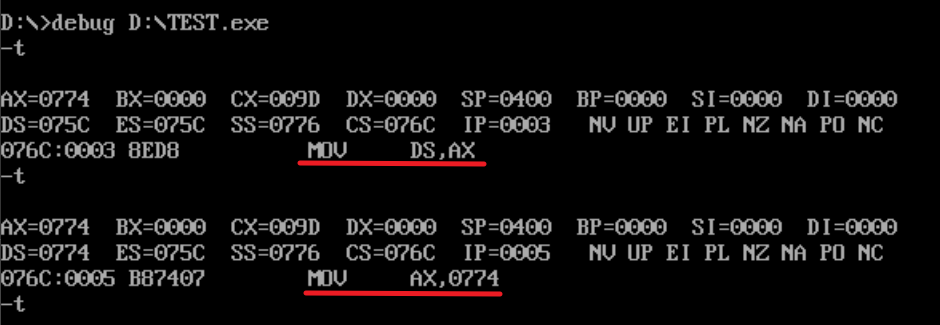 D:\>debug D:\TEST.exe
-t
AX=0774 BX=0000 CX=009D DX=0000 SP=0400 BP=0000 SI=0000 DI=0000
DS=075C ES=075C SS=0776 CS=076C IP=0003 NV UP EI PL NZ NA PO NC
076C:0003 8ED8 MOV DS,AX
-t
AX=0774 BX=0000 CX=009D DX=0000 SP=0400 BP=0000 SI=0000 DI=0000
DS=0774 ES=075C SS=0776 CS=076C IP=0005 NV UP EI PL NZ NA PO NC
076C:0005 B87407 MOV AX,0774
-t